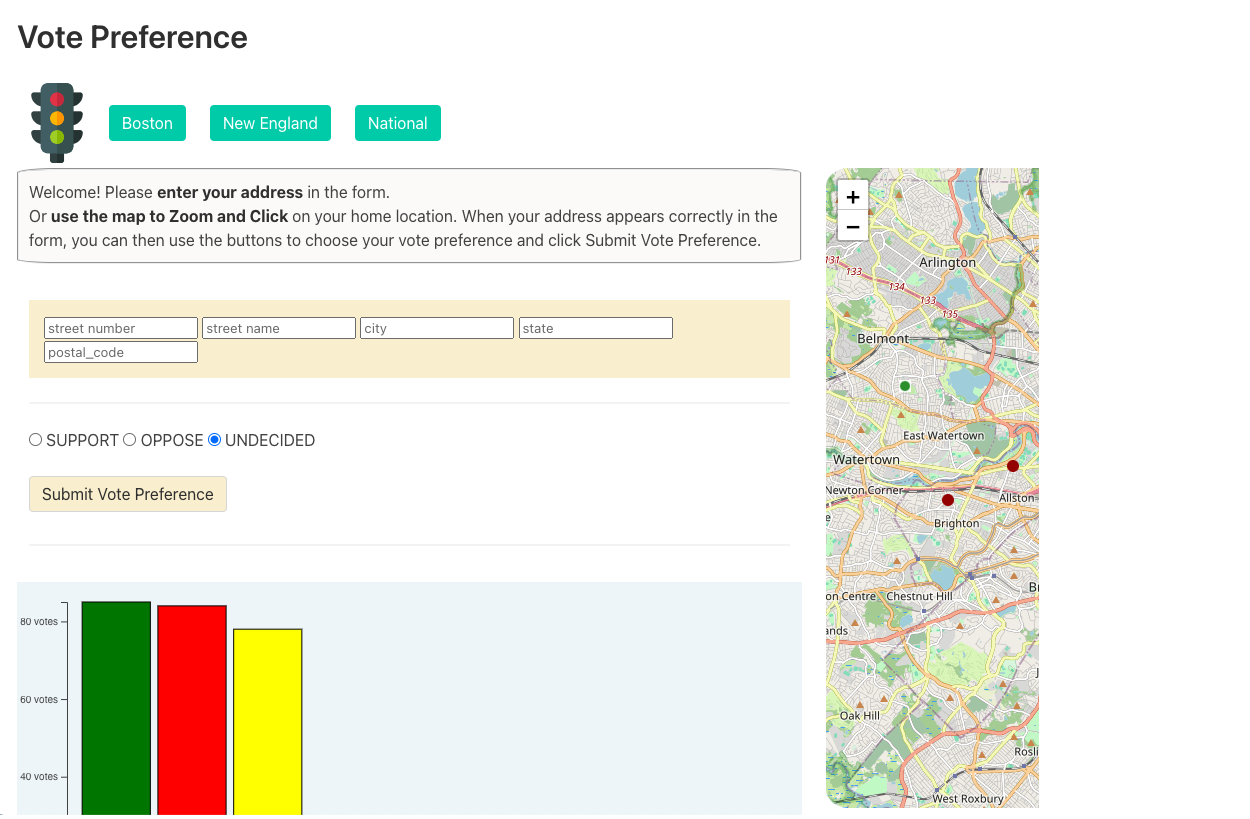 Vote Preference
Boston
New England
National
Welcome! Please enter your address in the form.
Or use the map to Zoom and Click on your home location. When your address appears correctly in the
form, you can then use the buttons to choose your vote preference and click Submit Vote Preference.
street number
street name
city
state
postal_code
SUPPORT
OPPOSE
UNDECIDED
Submit Vote Preference
80 votes
60 votes
40 votes
+
−
Arlington
131
133
134
133
135
Belmont
East Watertown
Watertown
Newton Corner
Allston
e
Brighton
on Centre
Chestnut Hill
B
ands
J
Oak Hill
Rosli
West Roxbury